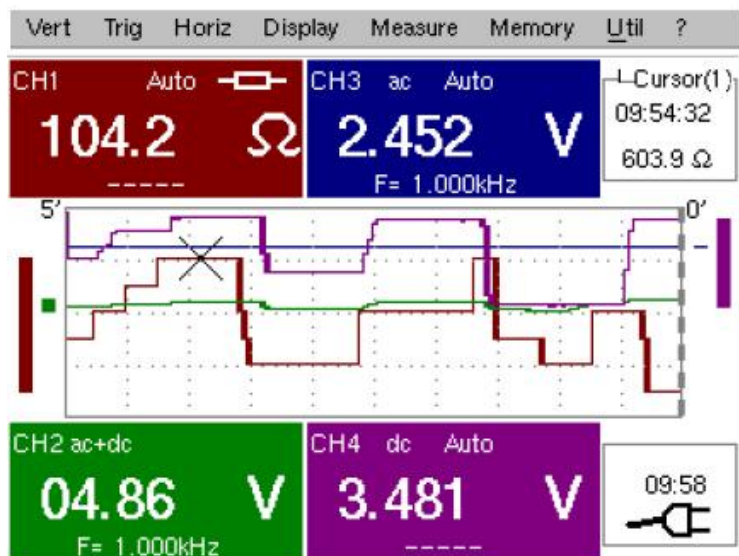 Vert Trig Horiz Display Measure Memory Util ?
CH1 Auto
104.2 Ω
-----
CH3 ac Auto
2.452 V
F= 1.000kHz
Cursor(1)
09:54:32
603.9 Ω
5' 0'
CH2 ac+dc
04.86 V
F= 1.000kHz
CH4 dc Auto
3.481 V
-----
09:58